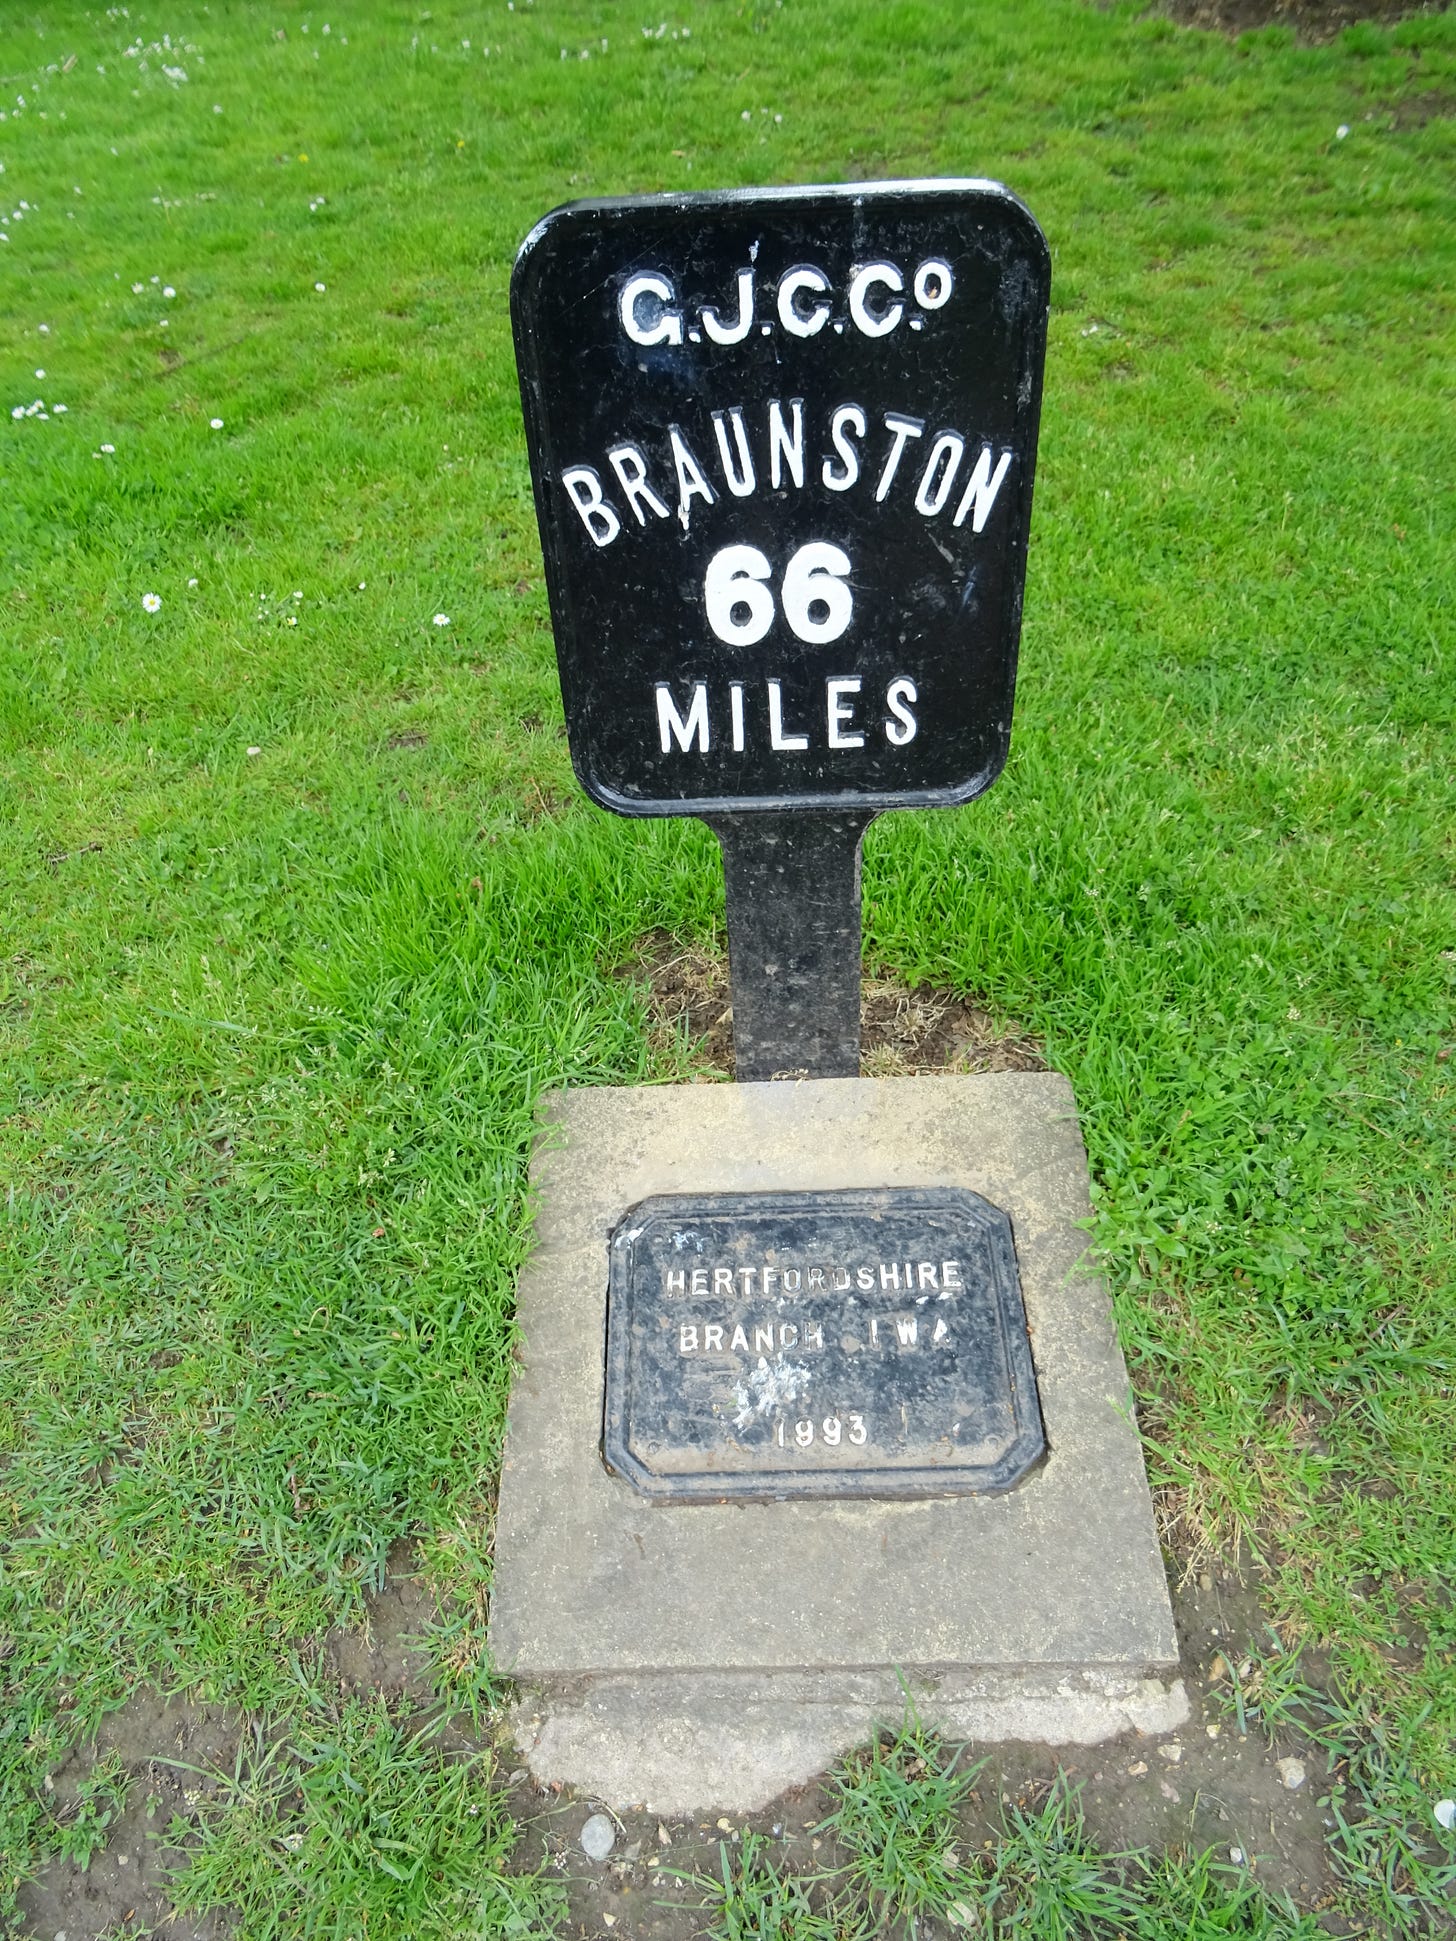 G.J.C.Cº
BRAUNSTON
66
MILES
HERTFORDSHIRE
BRANCH IWA
1993